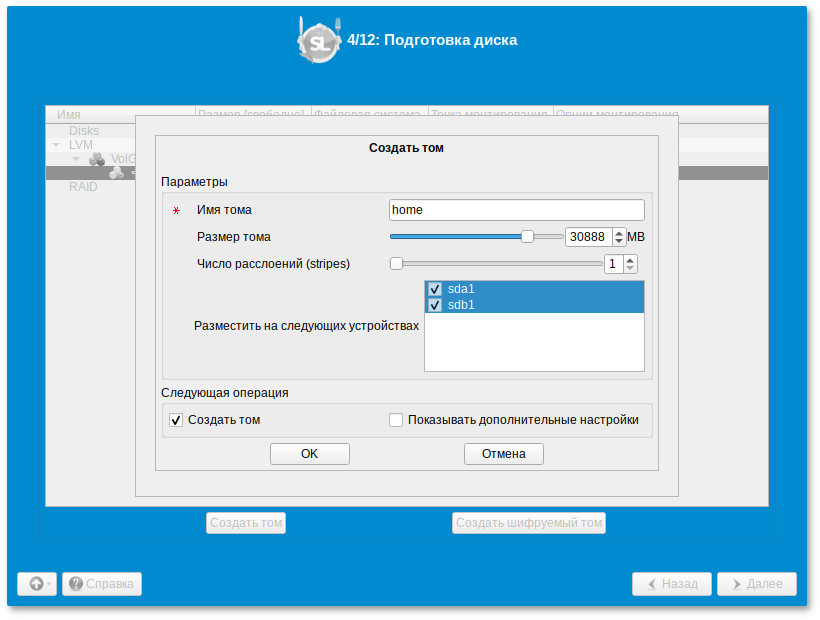 SL
4/12: Подготовка диска
Имя
Размер [свободно]
Файловая система
Точка монтирования
Опции монтирования
Disks
LVM
VolG
RAID
Создать том
Параметры
Имя тома
home
Размер тома
30888
MB
Число расслоений (stripes)
1
sda1
sdb1
Разместить на следующих устройствах
Следующая операция
Создать том
Показывать дополнительные настройки
OK
Отмена
Создать том
Создать шифруемый том
Справка
Назад
Далее